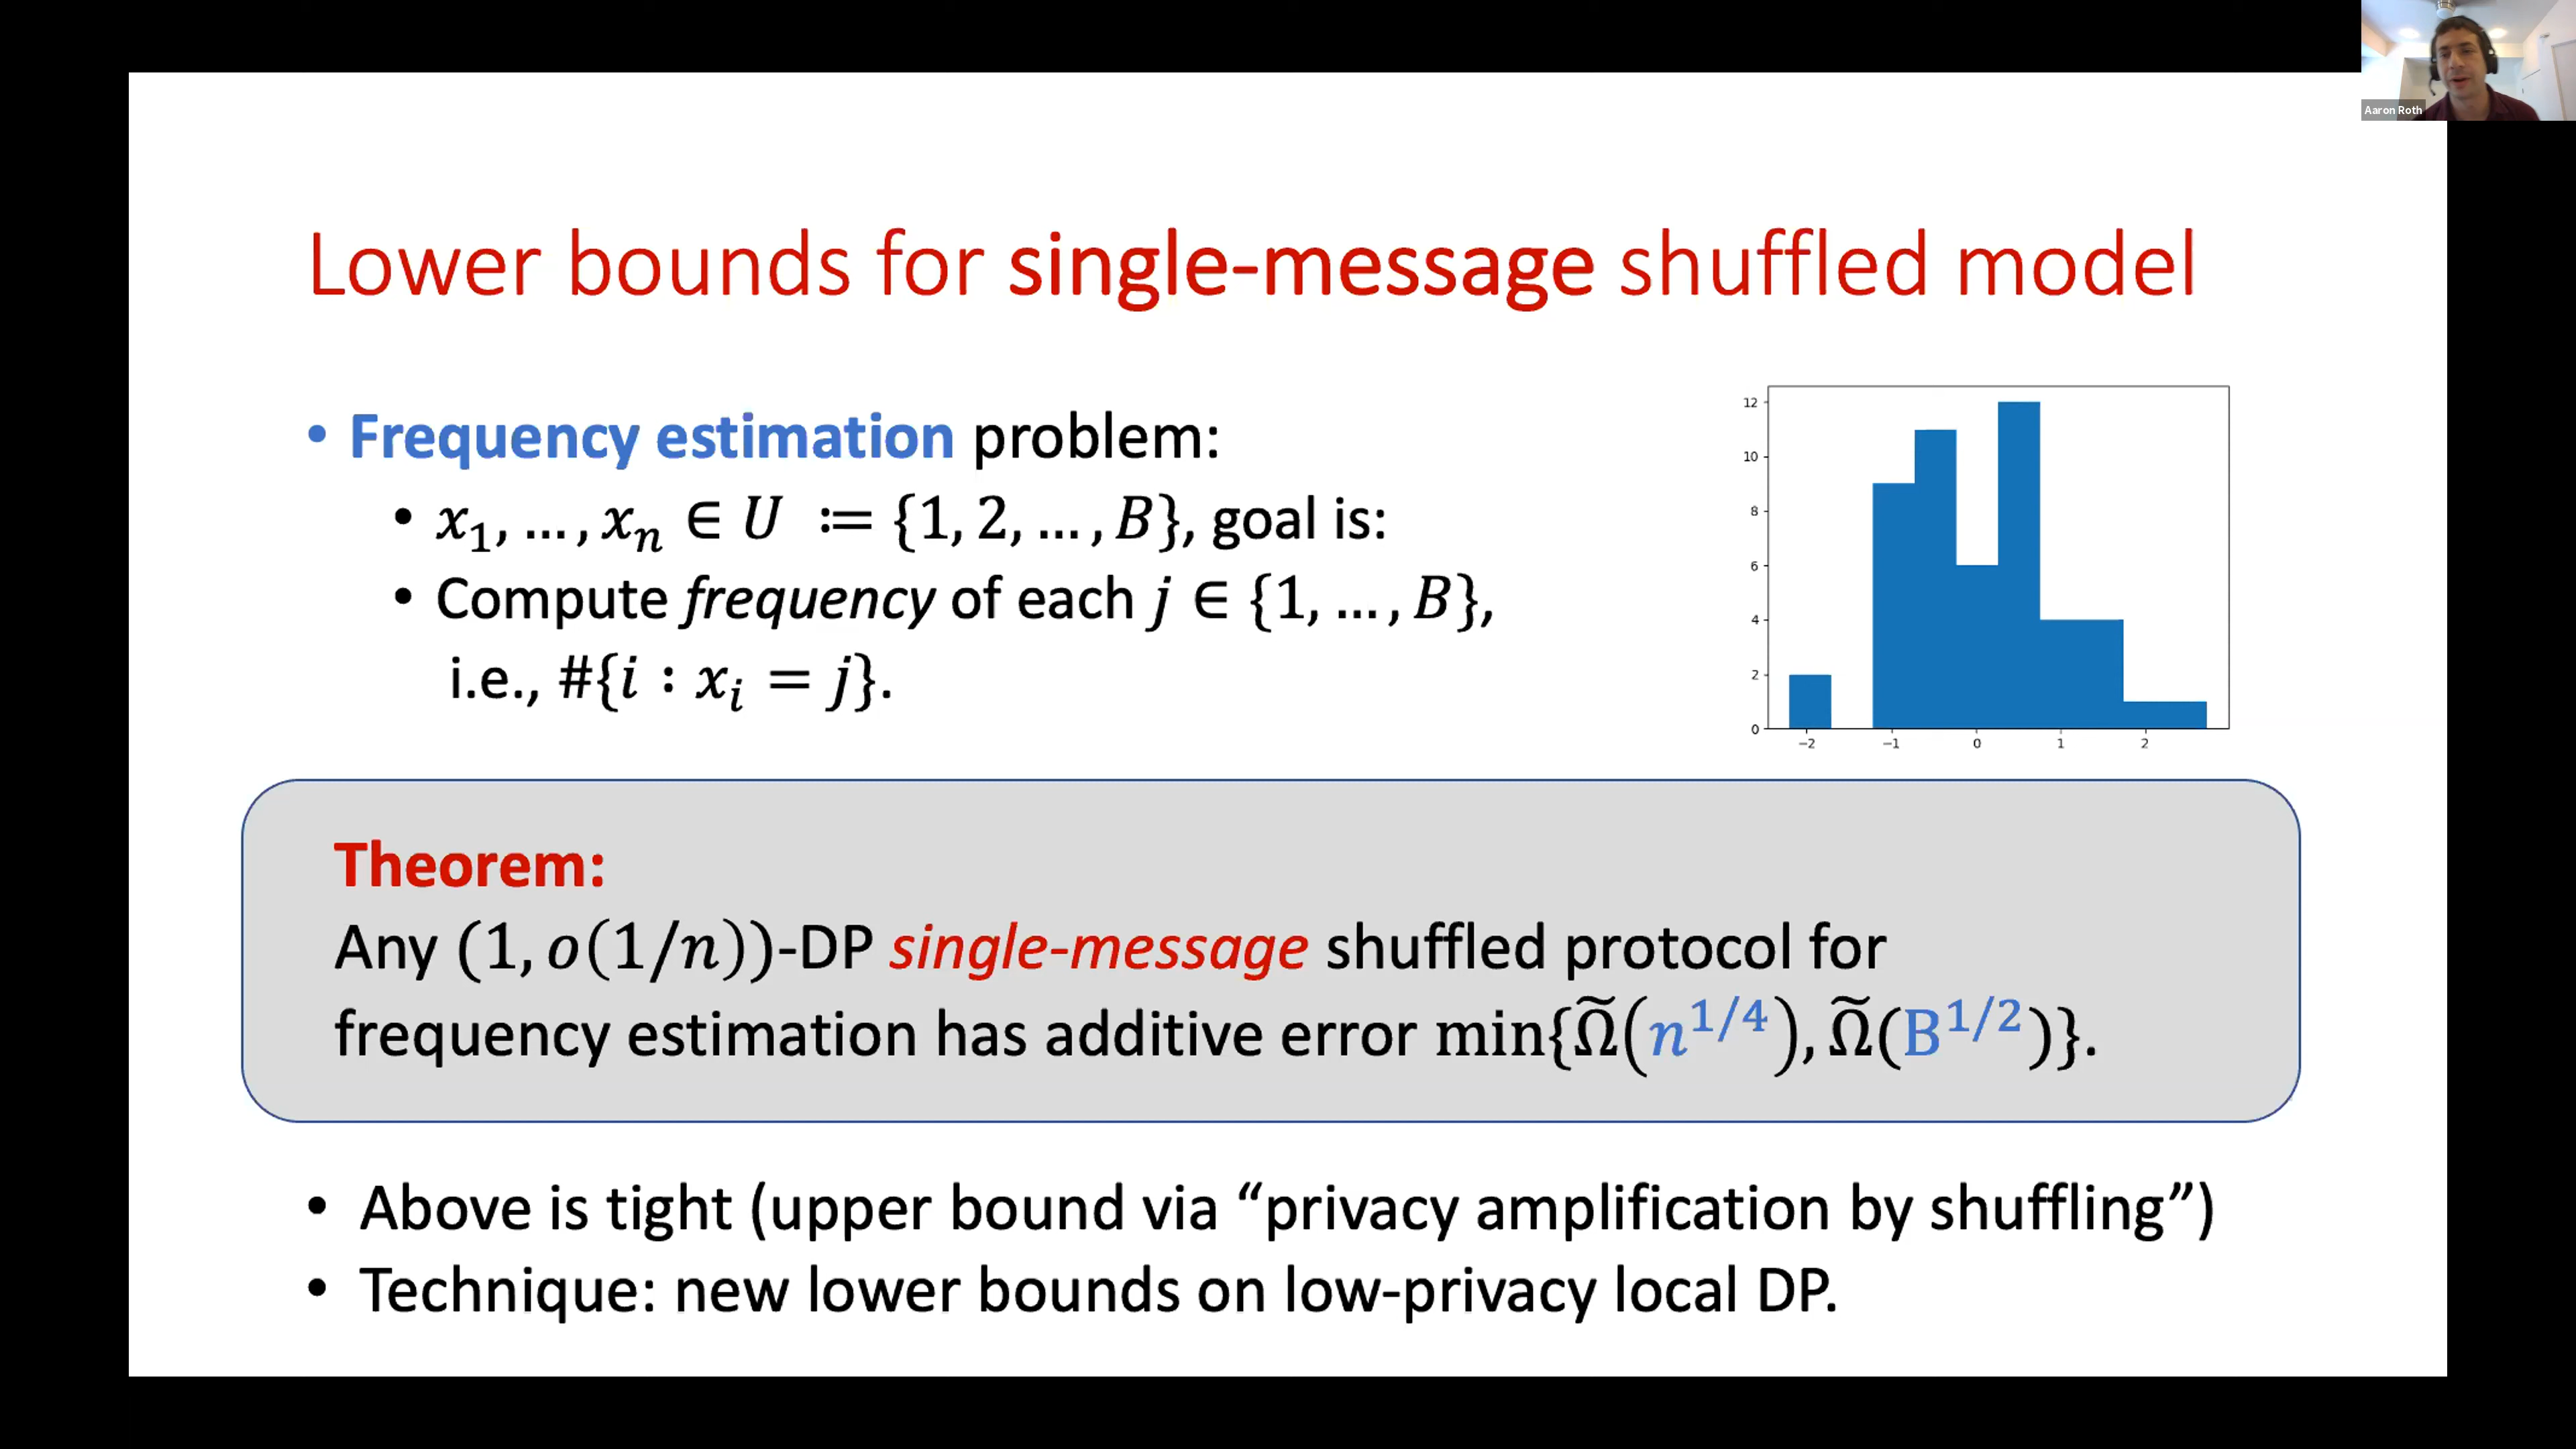 Aaron Roth
Lower bounds for single-message shuffled model
• Frequency estimation problem:
• x₁, … , xₙ ∈ U ≔ {1, 2, … , B}, goal is:
• Compute frequency of each j ∈ {1, … , B},
i.e., #{i : xᵢ = j}.
12
10
8
6
4
2
0
−2 −1 0 1 2
Theorem:
Any (1, o(1/n))-DP single-message shuffled protocol for
frequency estimation has additive error min{Ω̃(n^{1/4}), Ω̃(B^{1/2})}.
• Above is tight (upper bound via “privacy amplification by shuffling”)
• Technique: new lower bounds on low-privacy local DP.